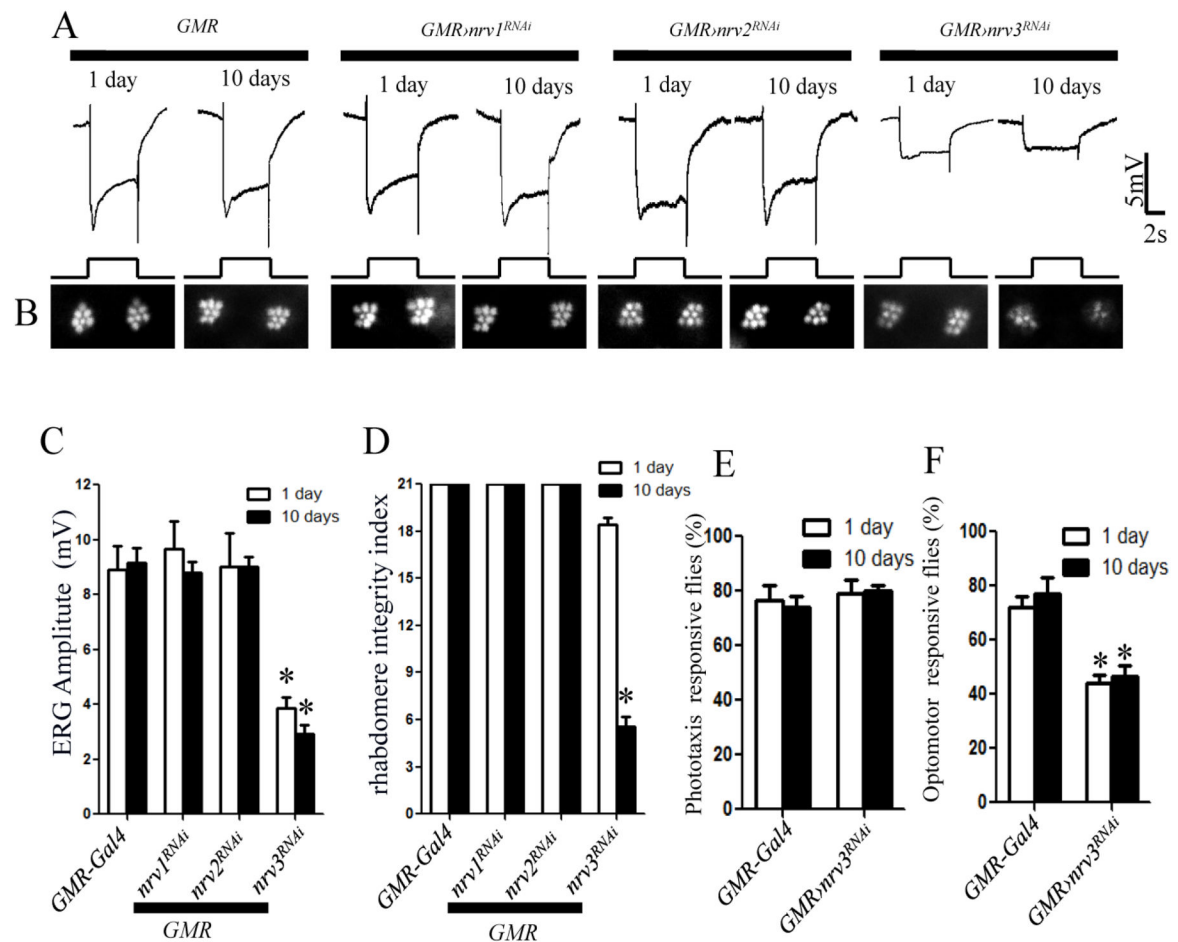 A
GMR
GMR›nrv1RNAi
GMR›nrv2RNAi
GMR›nrv3RNAi
1 day
10 days
1 day
10 days
1 day
10 days
1 day
10 days
5mV
2s
B
C
ERG Amplitute (mV)
12
10
8
6
4
2
0
1 day
10 days
*
*
GMR-Gal4
nrv1RNAi
nrv2RNAi
nrv3RNAi
GMR
D
rhabdomere integrity index
21
18
15
12
9
6
3
0
1 day
10 days
*
GMR-Gal4
nrv1RNAi
nrv2RNAi
nrv3RNAi
GMR
E
Phototaxis responsive flies (%)
100
80
60
40
20
0
1 day
10 days
GMR-Gal4
GMR›nrv3RNAi
F
Optomotor responsive flies (%)
100
80
60
40
20
0
1 day
10 days
*
*
GMR-Gal4
GMR›nrv3RNAi